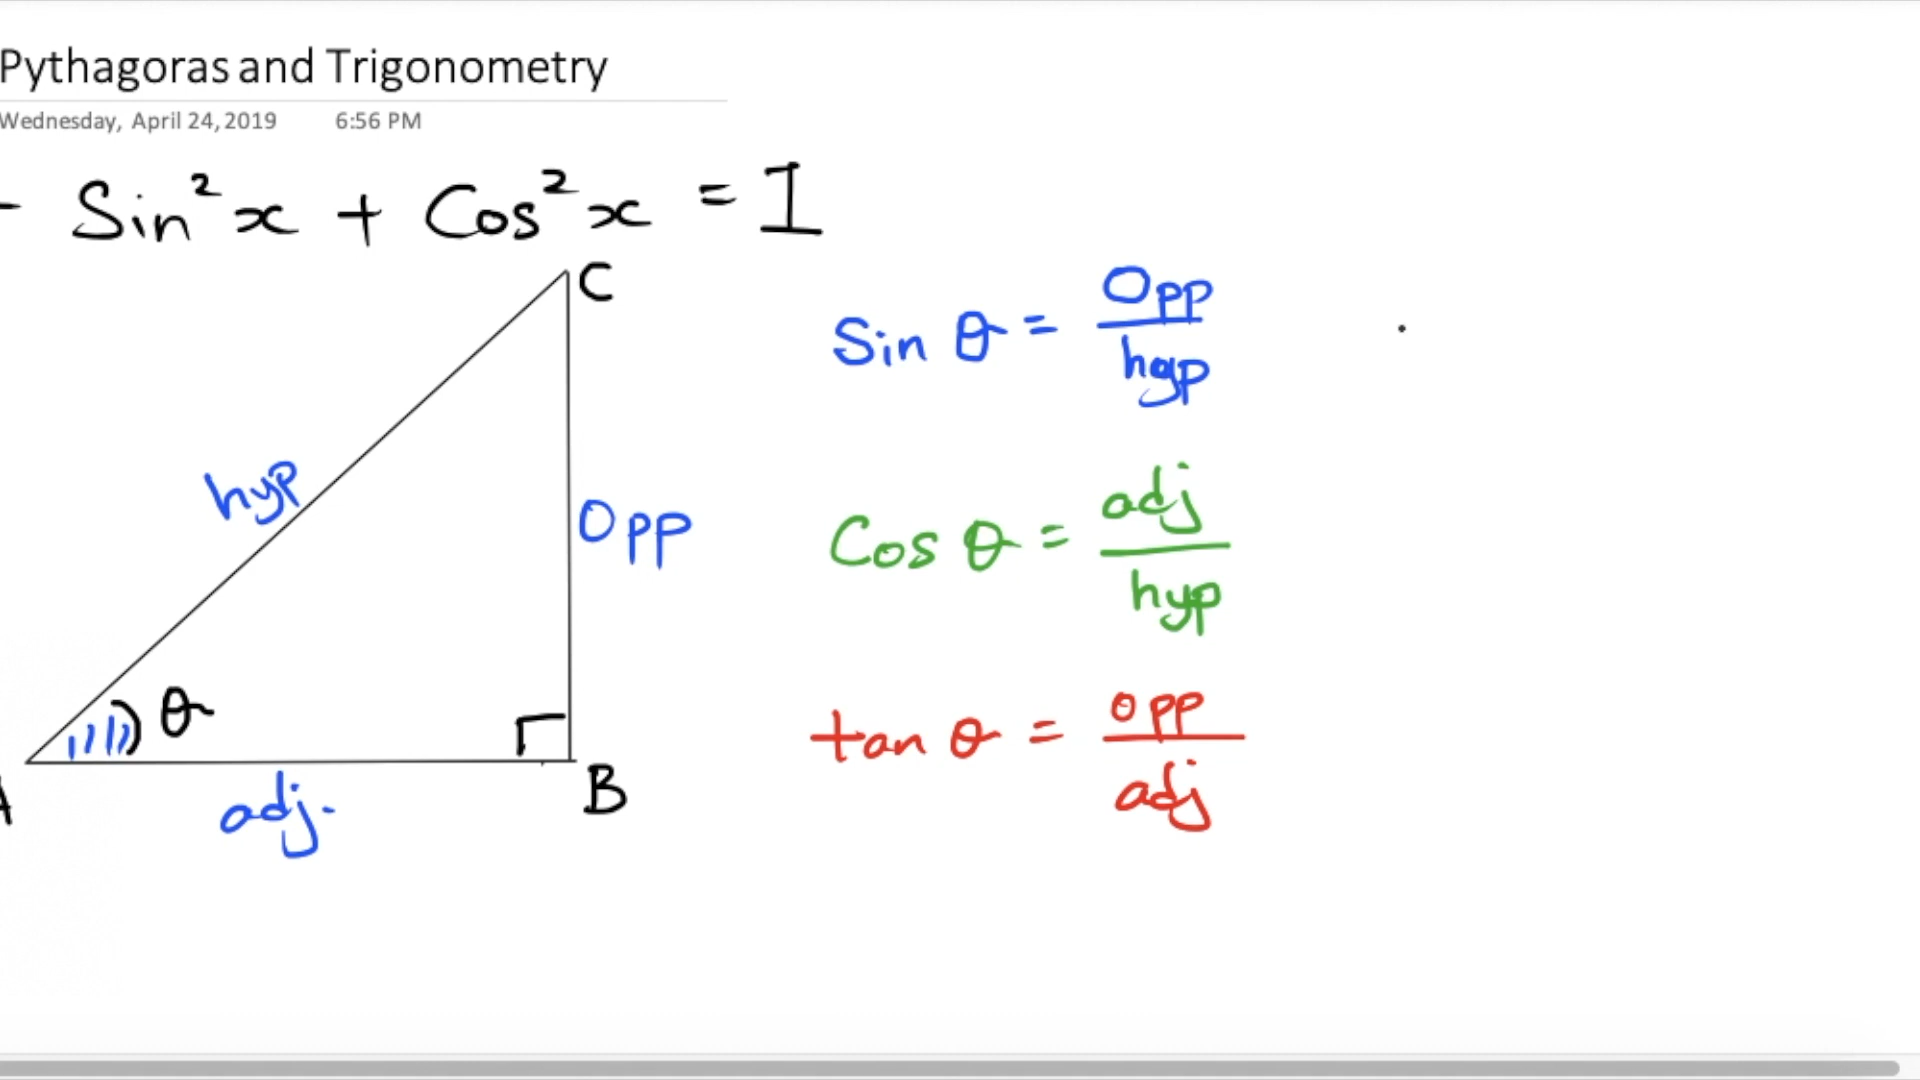 Pythagoras and Trigonometry
Wednesday, April 24, 2019 6:56 PM
- Sin²x + Cos²x = 1
C
Sin θ = Opp/hyp
hyp
Opp
Cos θ = adj/hyp
θ
tan θ = opp/adj
A
B
adj.